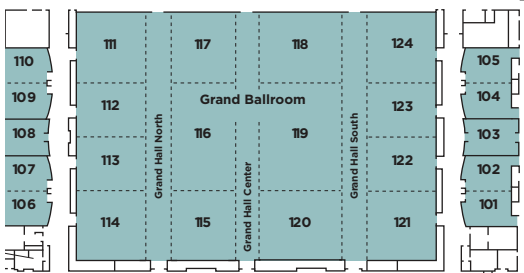 111 117 118 124
110 105
109 104
112 Grand Ballroom 123
108 116 119 103
113 122
107 102
106 101
114 115 120 121
Grand Hall North
Grand Hall Center
Grand Hall South